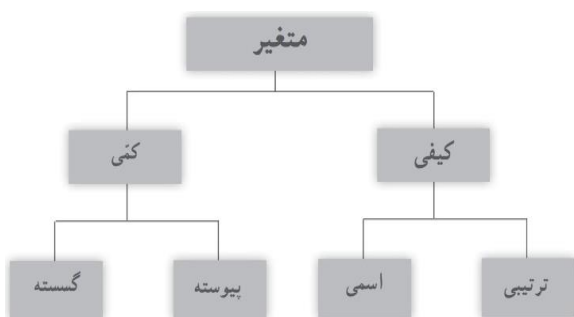 متغیر
کیفی
کمّی
ترتیبی
اسمی
پیوسته
گسسته